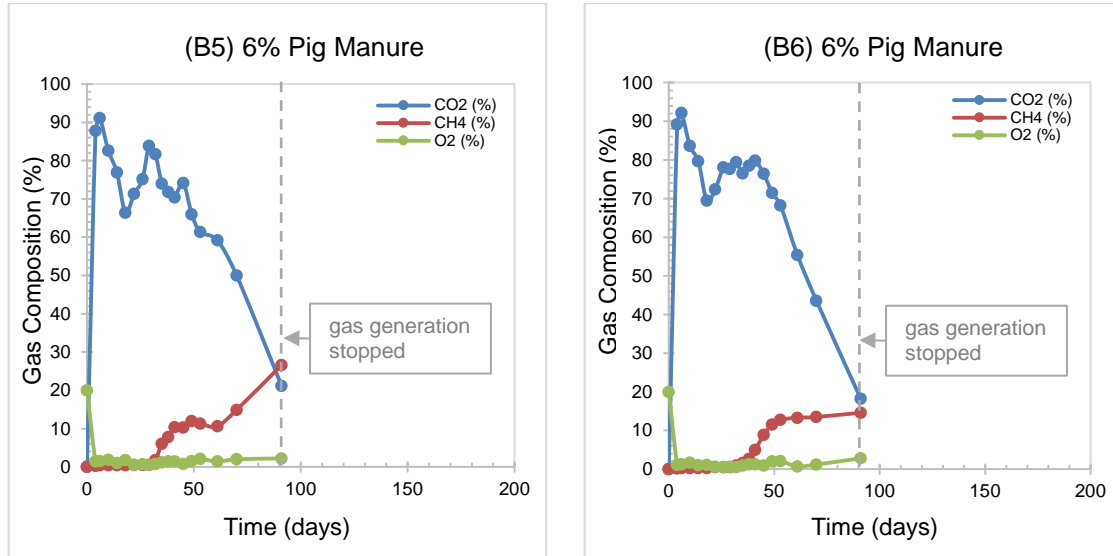 (B5) 6% Pig Manure
100
90
80
70
60
50
40
30
20
10
0
0
50
100
150
200
Gas Composition (%)
Time (days)
CO2 (%)
CH4 (%)
O2 (%)
gas generation
stopped
(B6) 6% Pig Manure
100
90
80
70
60
50
40
30
20
10
0
0
50
100
150
200
Gas Composition (%)
Time (days)
CO2 (%)
CH4 (%)
O2 (%)
gas generation
stopped